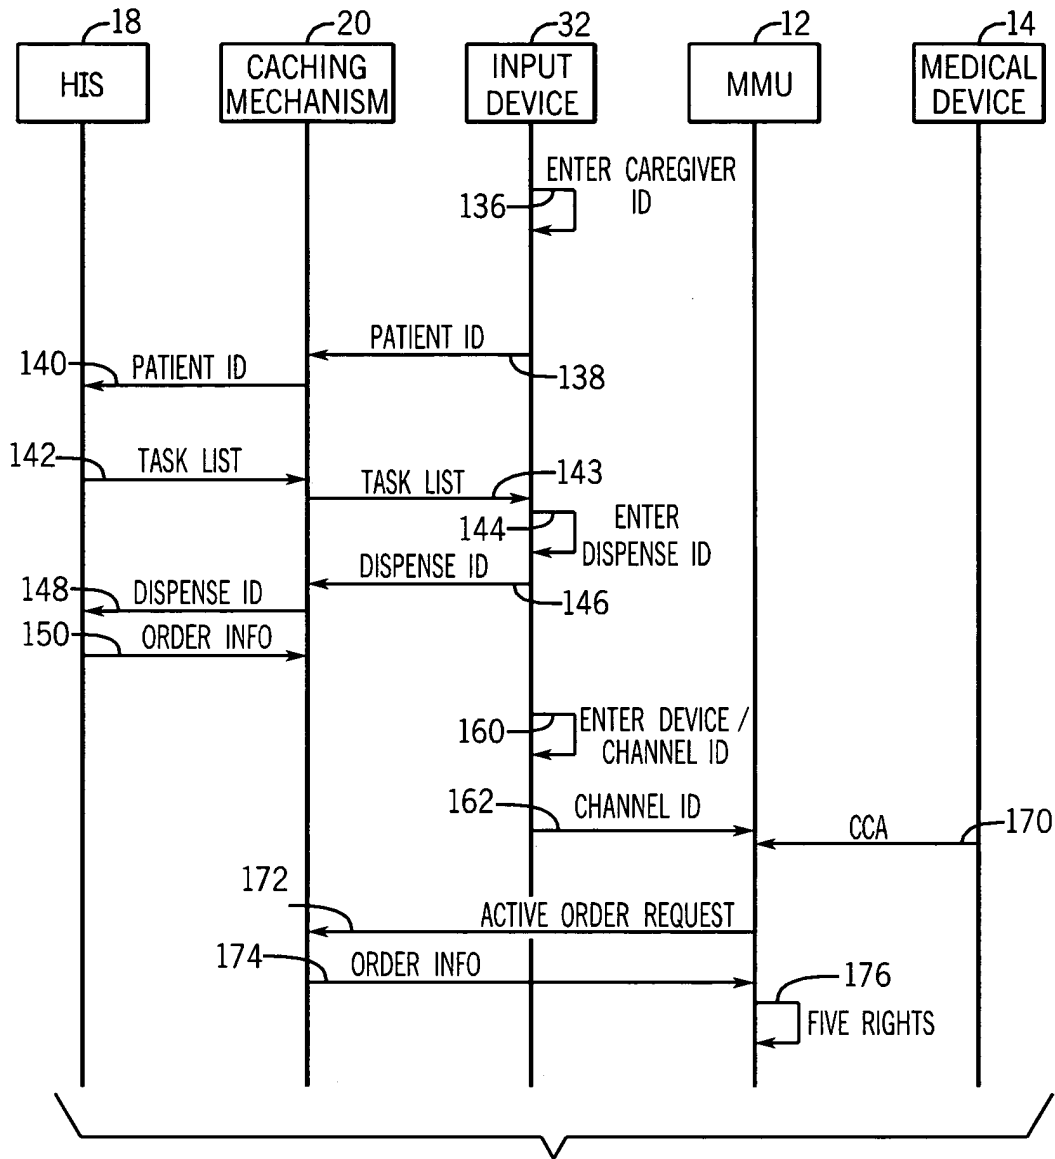 18
20
32
12
14
HIS
CACHING
MECHANISM
INPUT
DEVICE
MMU
MEDICAL
DEVICE
ENTER CAREGIVER
ID
136
PATIENT ID
138
140
PATIENT ID
142
TASK LIST
TASK LIST
143
144
ENTER
DISPENSE ID
DISPENSE ID
146
148
DISPENSE ID
150
ORDER INFO
160
ENTER DEVICE /
CHANNEL ID
162
CHANNEL ID
CCA
170
172
ACTIVE ORDER REQUEST
174
ORDER INFO
176
FIVE RIGHTS